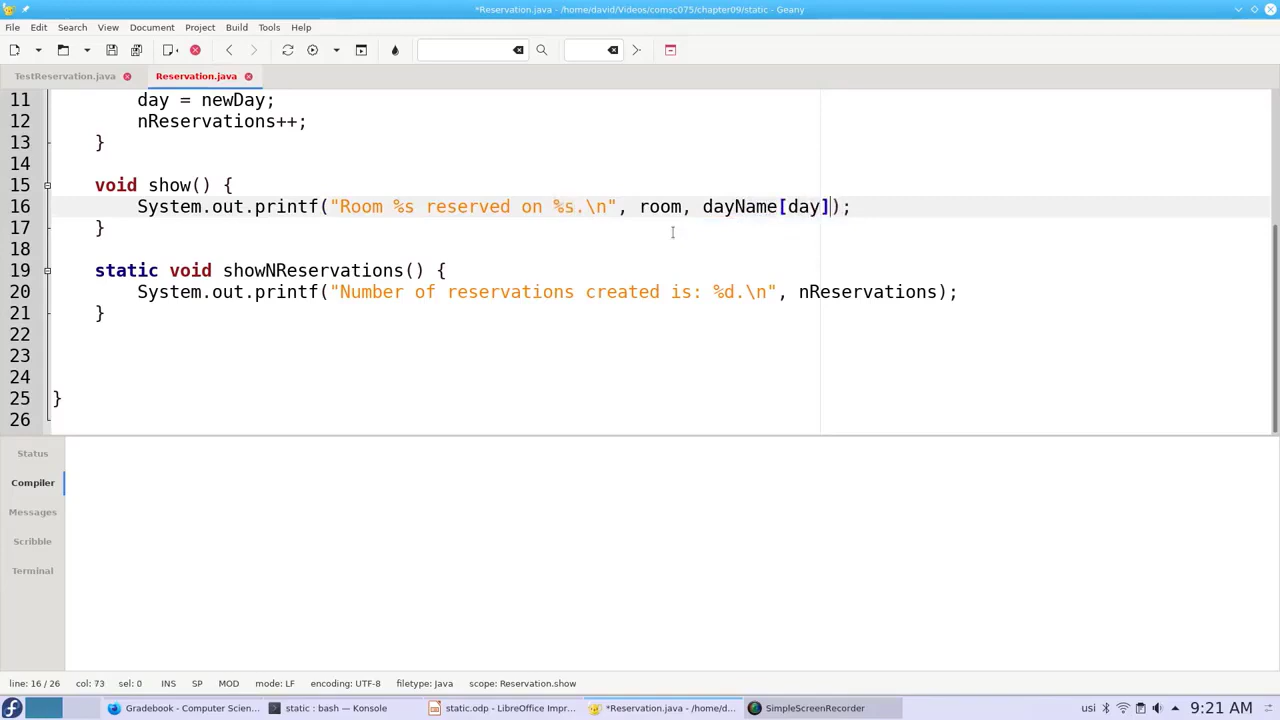 *Reservation.java - /home/david/Videos/comsc075/chapter09/static - Geany
File Edit Search View Document Project Build Tools Help
TestReservation.java Reservation.java
11 day = newDay;
12 nReservations++;
13 }
14
15 void show() {
16 System.out.printf("Room %s reserved on %s.\n", room, dayName[day]);
17 }
18
19 static void showNReservations() {
20 System.out.printf("Number of reservations created is: %d.\n", nReservations);
21 }
22
23
24
25 }
26
Status
Compiler
Messages
Scribble
Terminal
line: 16 / 26 col: 73 sel: 0 INS SP MOD mode: LF encoding: UTF-8 filetype: Java scope: Reservation.show
Gradebook - Computer Scien... static : bash — Konsole static.odp - LibreOffice Impr... *Reservation.java - /home/d... SimpleScreenRecorder usi 9:21 AM